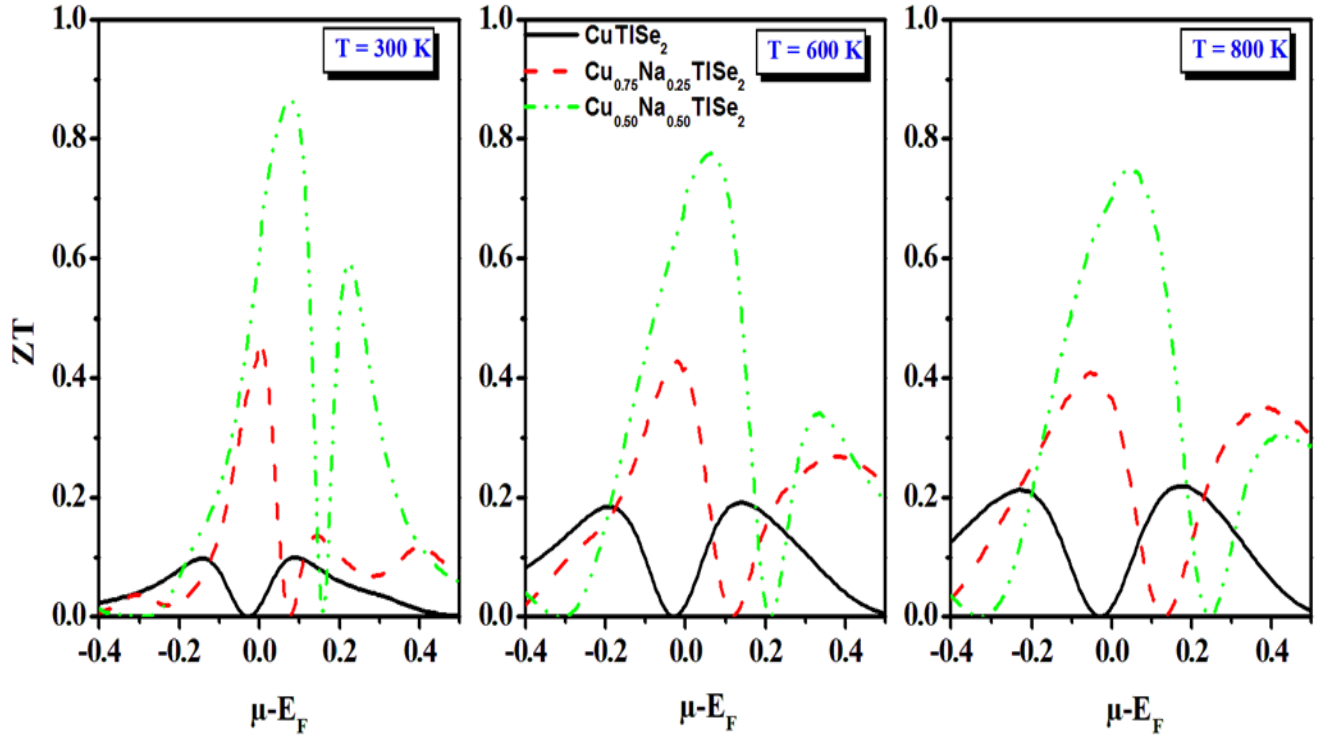 ZT
1.0
0.8
0.6
0.4
0.2
0.0
T = 300 K
-0.4 -0.2 0.0 0.2 0.4
μ-E_F
1.0
0.8
0.6
0.4
0.2
0.0
CuTlSe₂
Cu₀.₇₅Na₀.₂₅TlSe₂
Cu₀.₅₀Na₀.₅₀TlSe₂
T = 600 K
-0.4 -0.2 0.0 0.2 0.4
μ-E_F
1.0
0.8
0.6
0.4
0.2
0.0
T = 800 K
-0.4 -0.2 0.0 0.2 0.4
μ-E_F